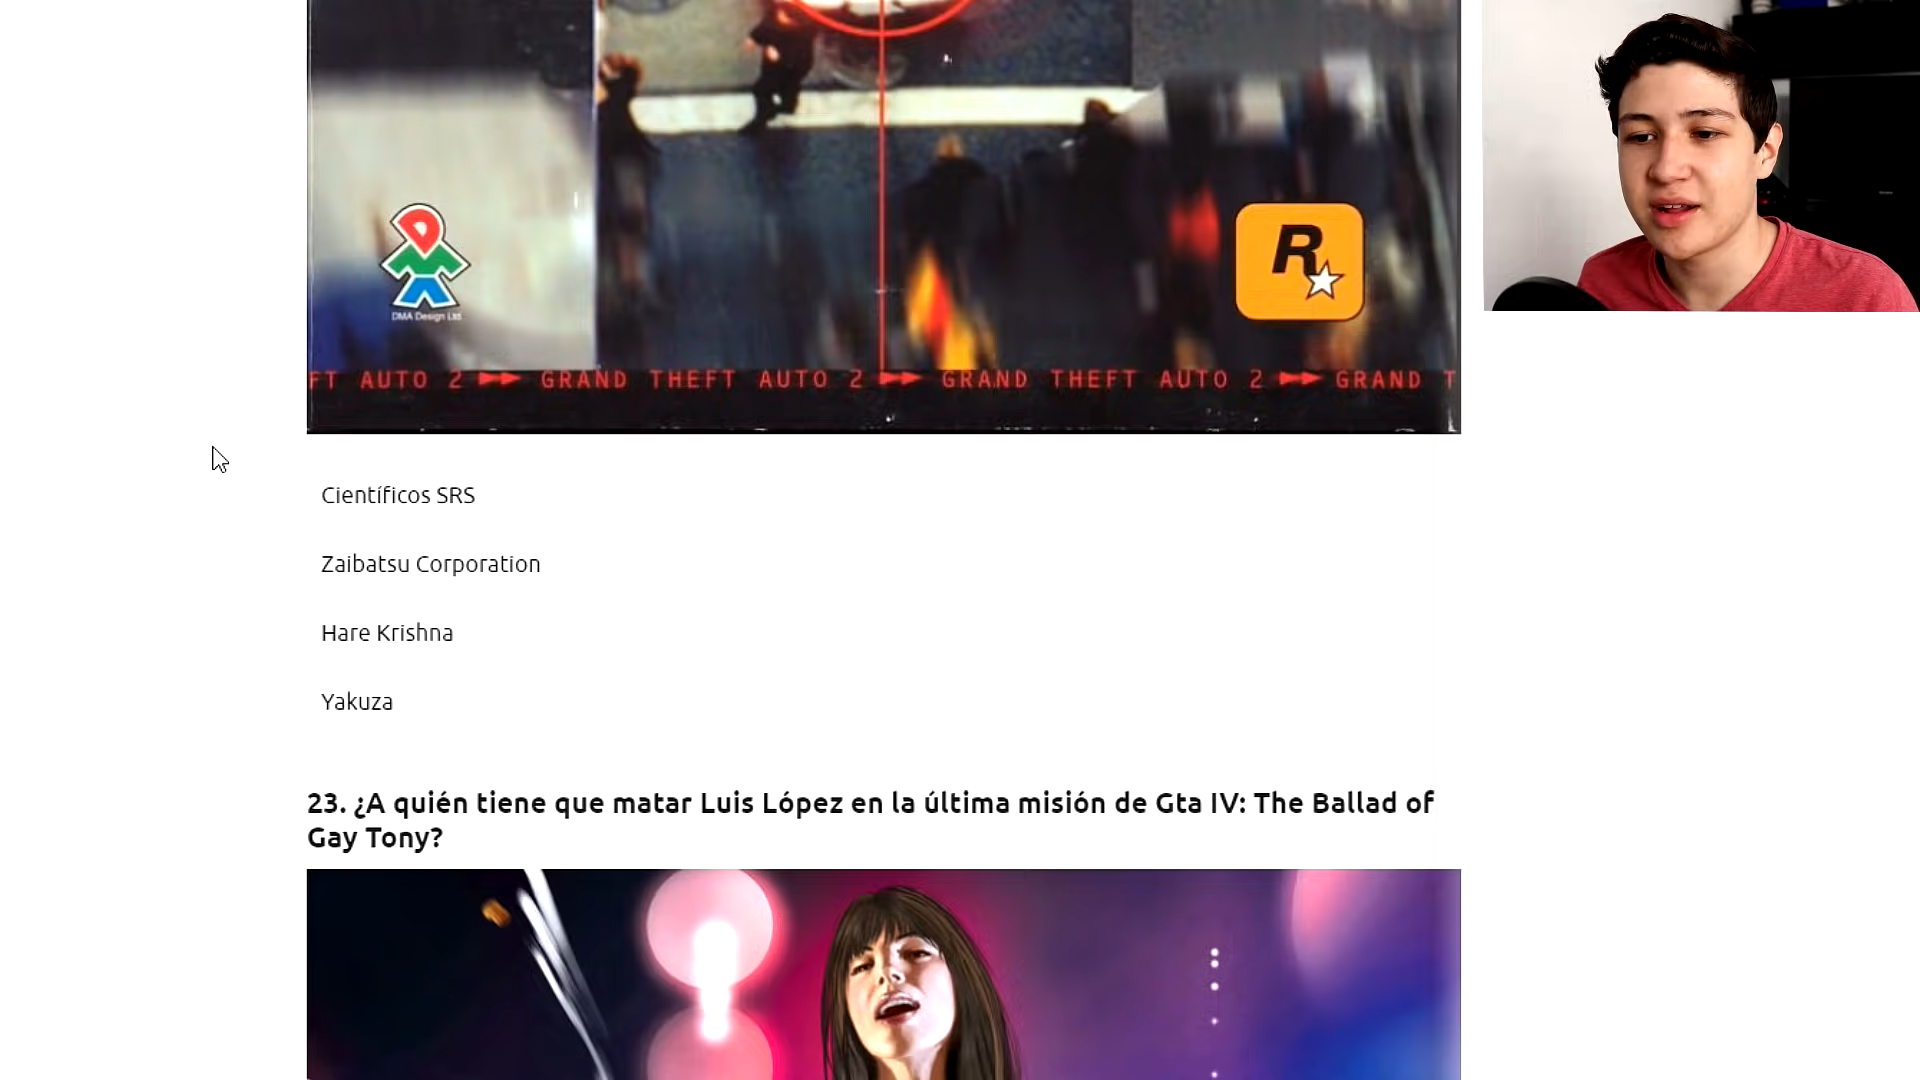 DMA Design Ltd.
R
FT AUTO 2 GRAND THEFT AUTO 2 GRAND THEFT AUTO 2 GRAND T
Científicos SRS
Zaibatsu Corporation
Hare Krishna
Yakuza
23. ¿A quién tiene que matar Luis López en la última misión de Gta IV: The Ballad of
Gay Tony?